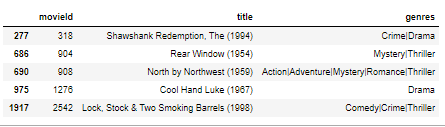 movieId title genres
277 318 Shawshank Redemption, The (1994) Crime|Drama
686 904 Rear Window (1954) Mystery|Thriller
690 908 North by Northwest (1959) Action|Adventure|Mystery|Romance|Thriller
975 1276 Cool Hand Luke (1967) Drama
1917 2542 Lock, Stock & Two Smoking Barrels (1998) Comedy|Crime|Thriller